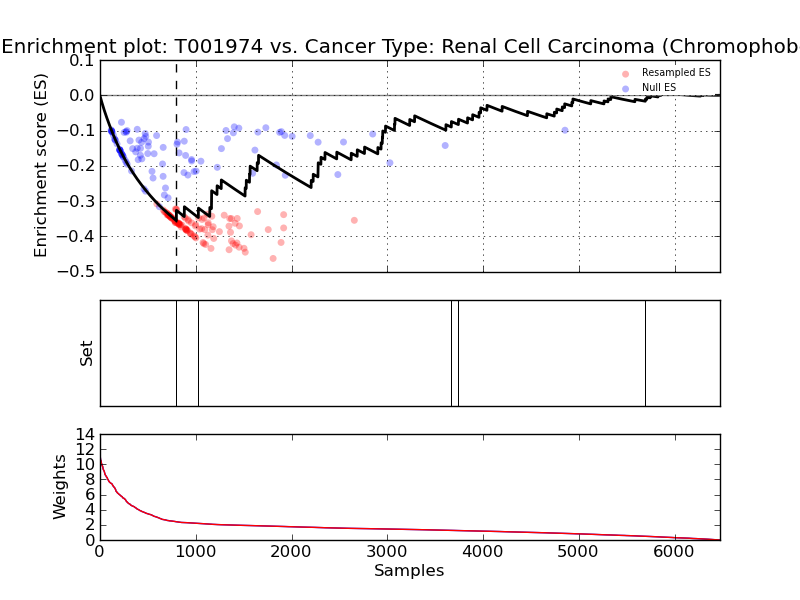 Enrichment plot: T001974 vs. Cancer Type: Renal Cell Carcinoma (Chromophob
0.1
0.0
−0.1
−0.2
−0.3
−0.4
−0.5
Enrichment score (ES)
Resampled ES
Null ES
Set
14
12
10
8
6
4
2
0
Weights
0 1000 2000 3000 4000 5000 6000
Samples